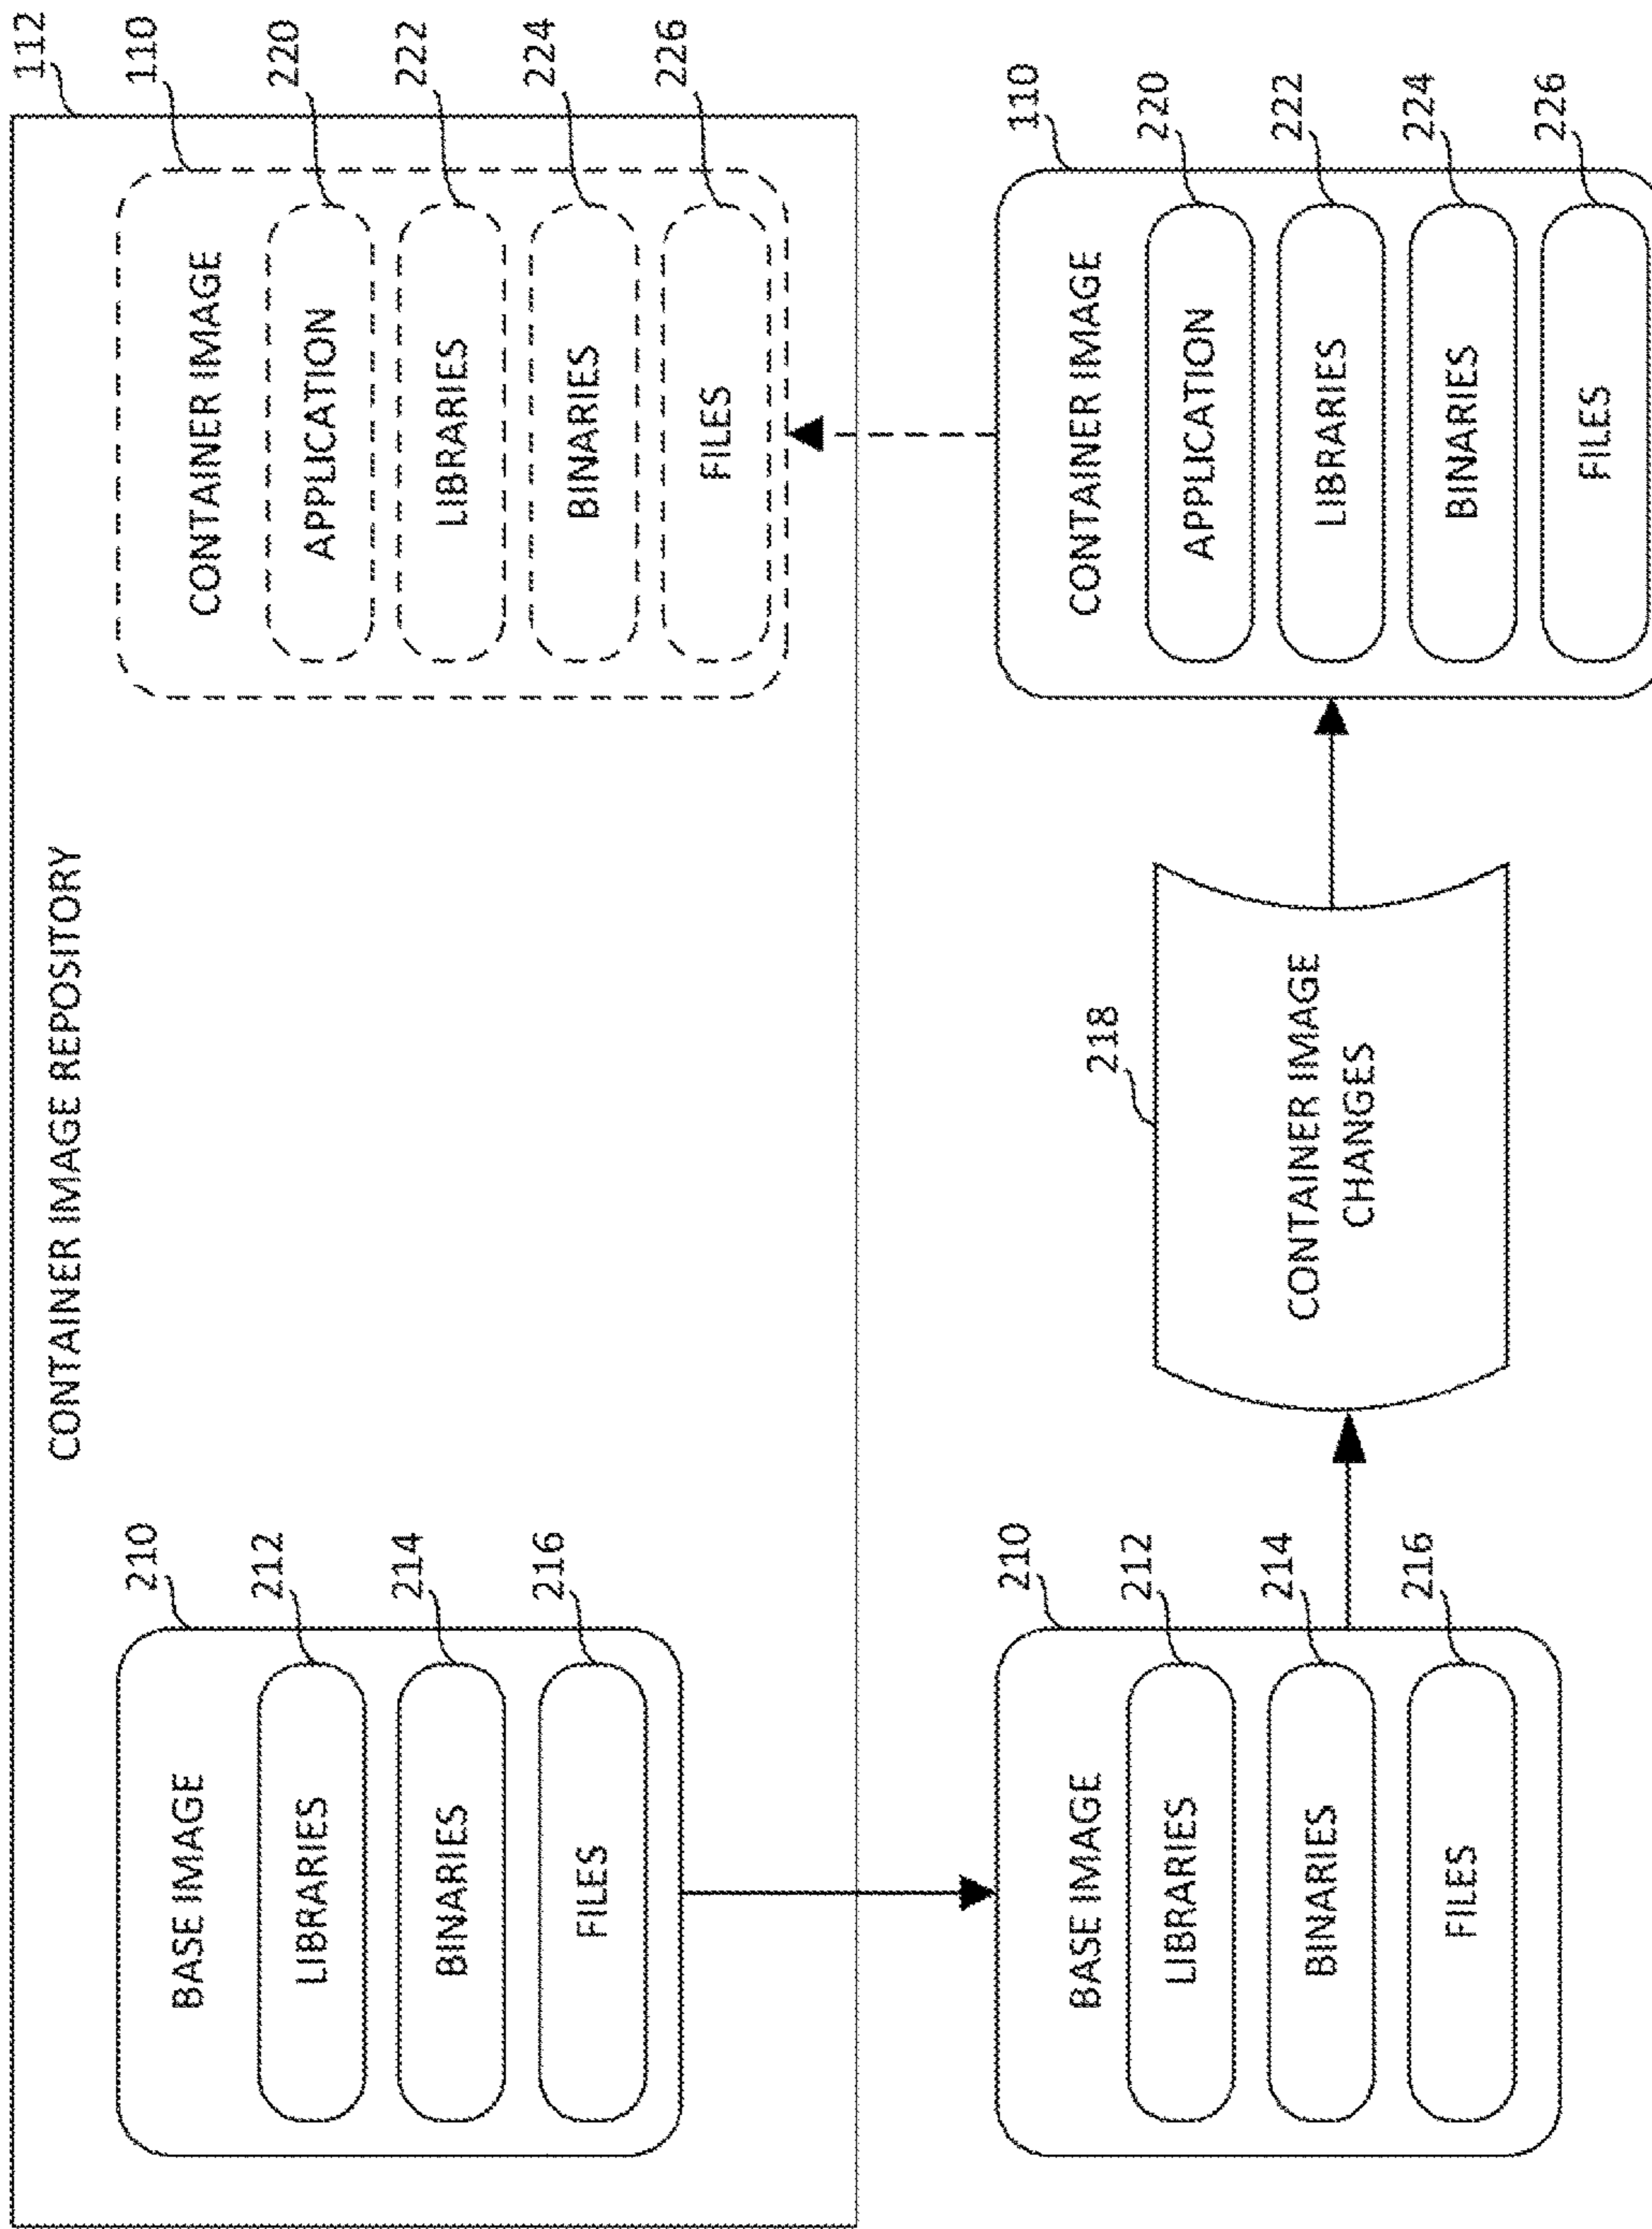 CONTAINER IMAGE REPOSITORY
112
BASE IMAGE
210
LIBRARIES
212
BINARIES
214
FILES
216
CONTAINER IMAGE
110
APPLICATION
220
LIBRARIES
222
BINARIES
224
FILES
226
BASE IMAGE
210
LIBRARIES
212
BINARIES
214
FILES
216
218
CONTAINER IMAGE
CHANGES
CONTAINER IMAGE
110
APPLICATION
220
LIBRARIES
222
BINARIES
224
FILES
226